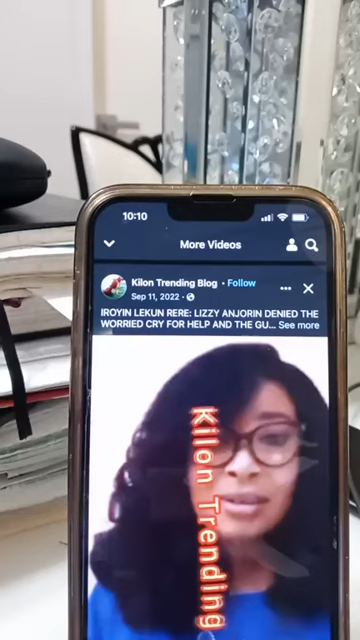 10:10
More Videos
Kilon Trending Blog · Follow
Sep 11, 2022 ·
IROYIN LEKUN RERE: LIZZY ANJORIN DENIED THE
WORRIED CRY FOR HELP AND THE GU... See more
Kilon Trending